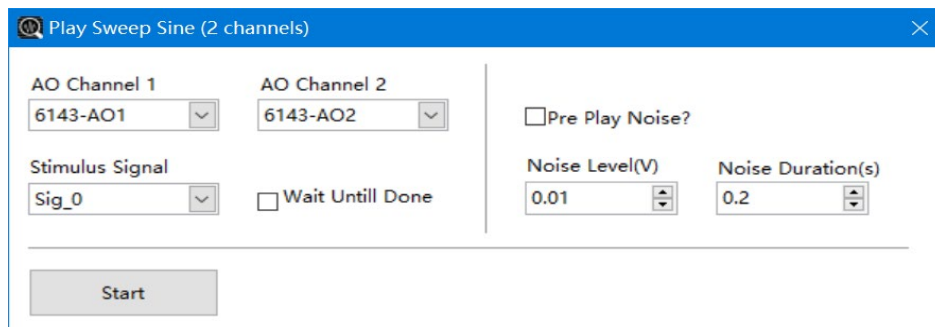 Play Sweep Sine (2 channels)
AO Channel 1
6143-AO1
AO Channel 2
6143-AO2
Stimulus Signal
Sig_0
Wait Untill Done
Pre Play Noise?
Noise Level(V)
0.01
Noise Duration(s)
0.2
Start